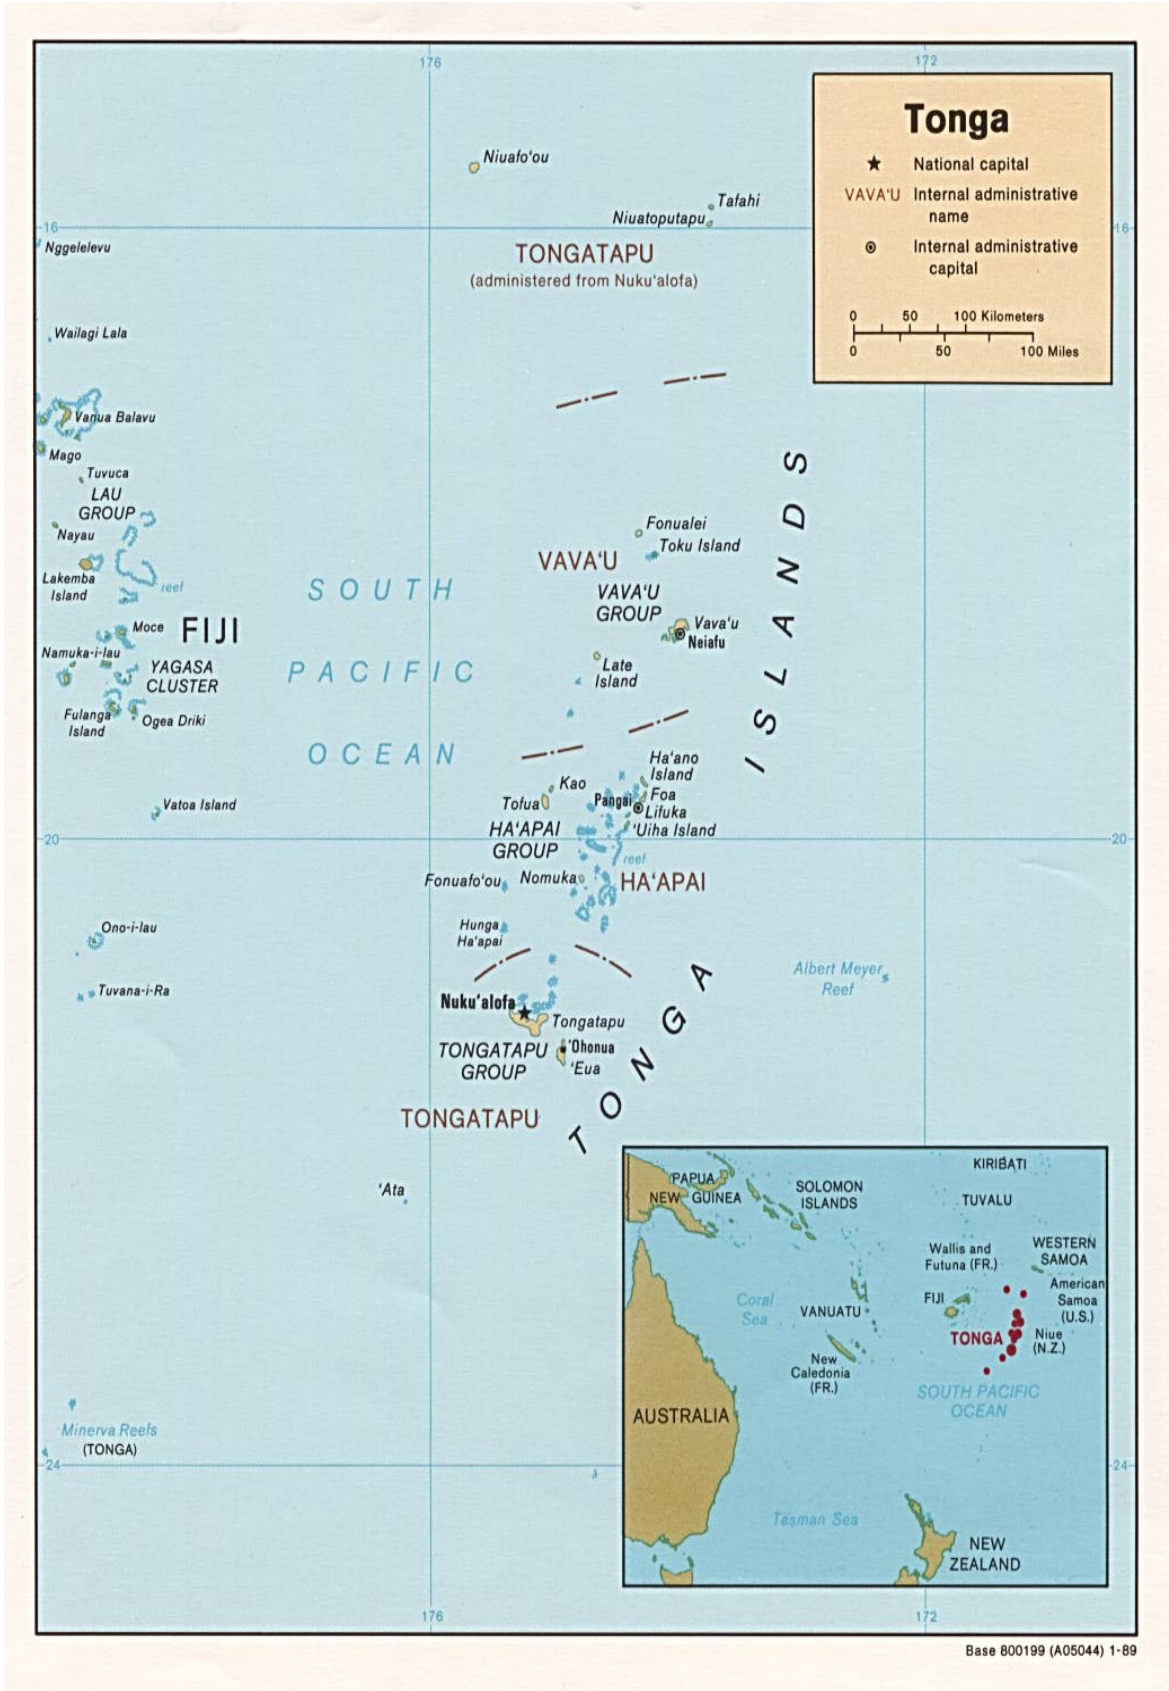 176
172
Tonga
National capital
VAVA'U Internal administrative
name
Internal administrative
capital
0 50 100 Kilometers
0 50 100 Miles
Niuafo'ou
Tafahi
Niuatoputapu
16
16
Nggelelevu
TONGATAPU
(administered from Nuku'alofa)
Wailagi Lala
Vanua Balavu
Mago
Tuvuca
LAU
GROUP
Nayau
Lakemba
Island
reef
Moce
FIJI
Namuka-i-lau
YAGASA
CLUSTER
Fulanga
Island
Ogea Driki
Vatoa Island
SOUTH
PACIFIC
OCEAN
Fonualei
Toku Island
VAVA'U
VAVA'U
GROUP
Vava'u
Neiafu
Late
Island
TONGA ISLANDS
Ha'ano
Island
Kao
Foa
Tofua
Pangai
Lifuka
'Uiha Island
HA'APAI
GROUP
20
20
reef
Fonuafo'ou
Nomuka
HA'APAI
Hunga
Ha'apai
Ono-i-lau
Tuvana-i-Ra
Albert Meyer
Reef
Nuku'alofa
Tongatapu
TONGATAPU
GROUP
'Ohonua
'Eua
TONGATAPU
'Ata
Minerva Reefs
(TONGA)
24
24
KIRIBATI
PAPUA
NEW GUINEA
SOLOMON
ISLANDS
TUVALU
Wallis and
Futuna (FR.)
WESTERN
SAMOA
American
Samoa
(U.S.)
FIJI
Coral
Sea
VANUATU
TONGA
Niue
(N.Z.)
New
Caledonia
(FR.)
SOUTH PACIFIC
OCEAN
AUSTRALIA
Tasman Sea
NEW
ZEALAND
176
172
Base 800199 (A05044) 1-89